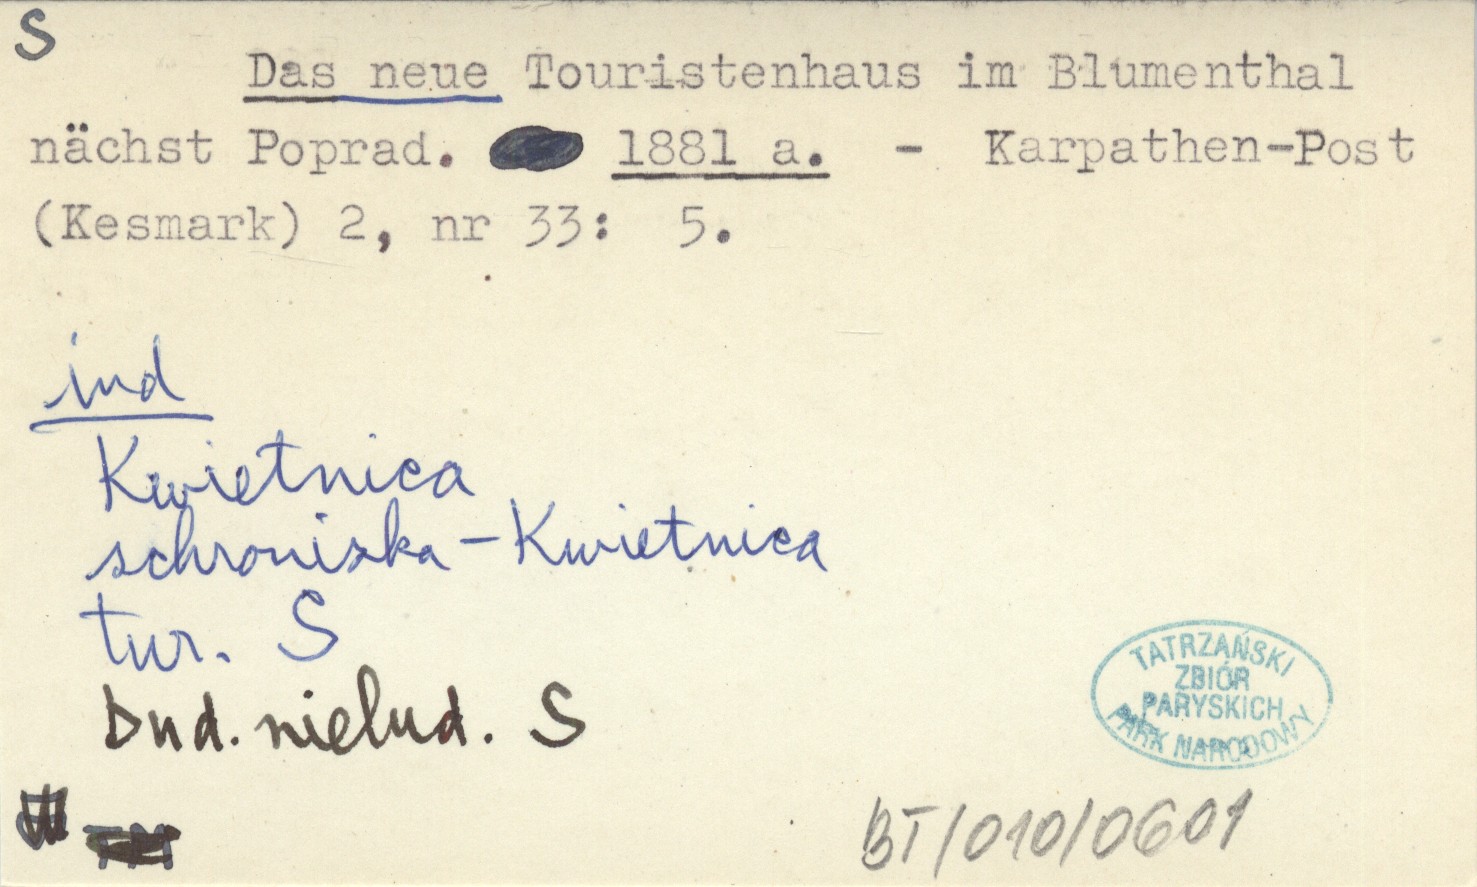 S
Das neue Touristenhaus im Blumenthal
nächst Poprad. 1881 a. - Karpathen-Post
(Kesmark) 2, nr 33: 5.
ind
Kwietnica
schroniska - Kwietnica
tur. S
bud. nielud. S
TATRZAŃSKI
ZBIÓR
PARYSKICH
PARK NARODOWY
BT/010/0601